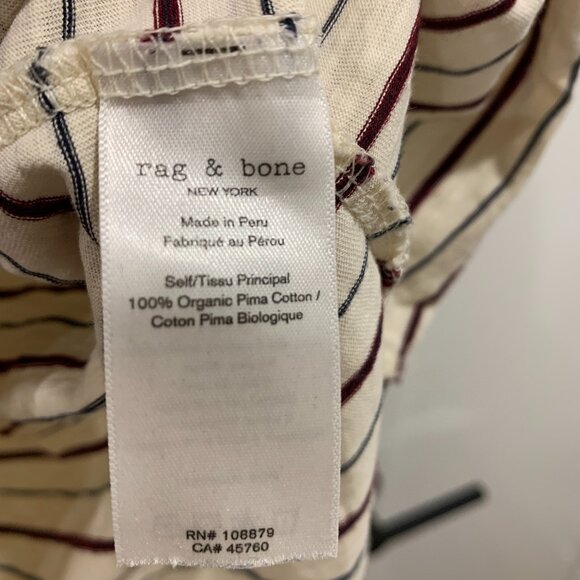 rag & bone
NEW YORK
Made in Peru
Fabriqué au Pérou
Self/Tissu Principal
100% Organic Pima Cotton /
Coton Pima Biologique
RN# 108879
CA# 45760